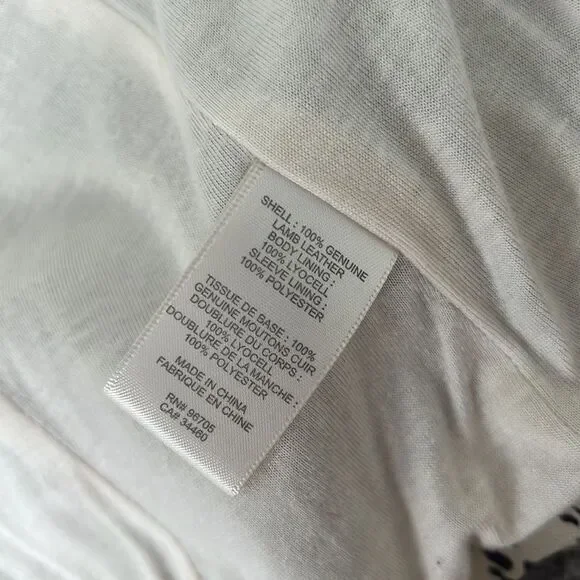 SHELL : 100% GENUINE
LAMB LEATHER
BODY LINING :
100% LYOCELL
SLEEVE LINING :
100% POLYESTER
TISSUE DE BASE : 100%
GENUINE MOUTONS CUIR
DOUBLURE DU CORPS :
100% LYOCELL
DOUBLURE DE LA MANCHE :
100% POLYESTER
MADE IN CHINA
FABRIQUE EN CHINE
RN# 96705
CA# 34460